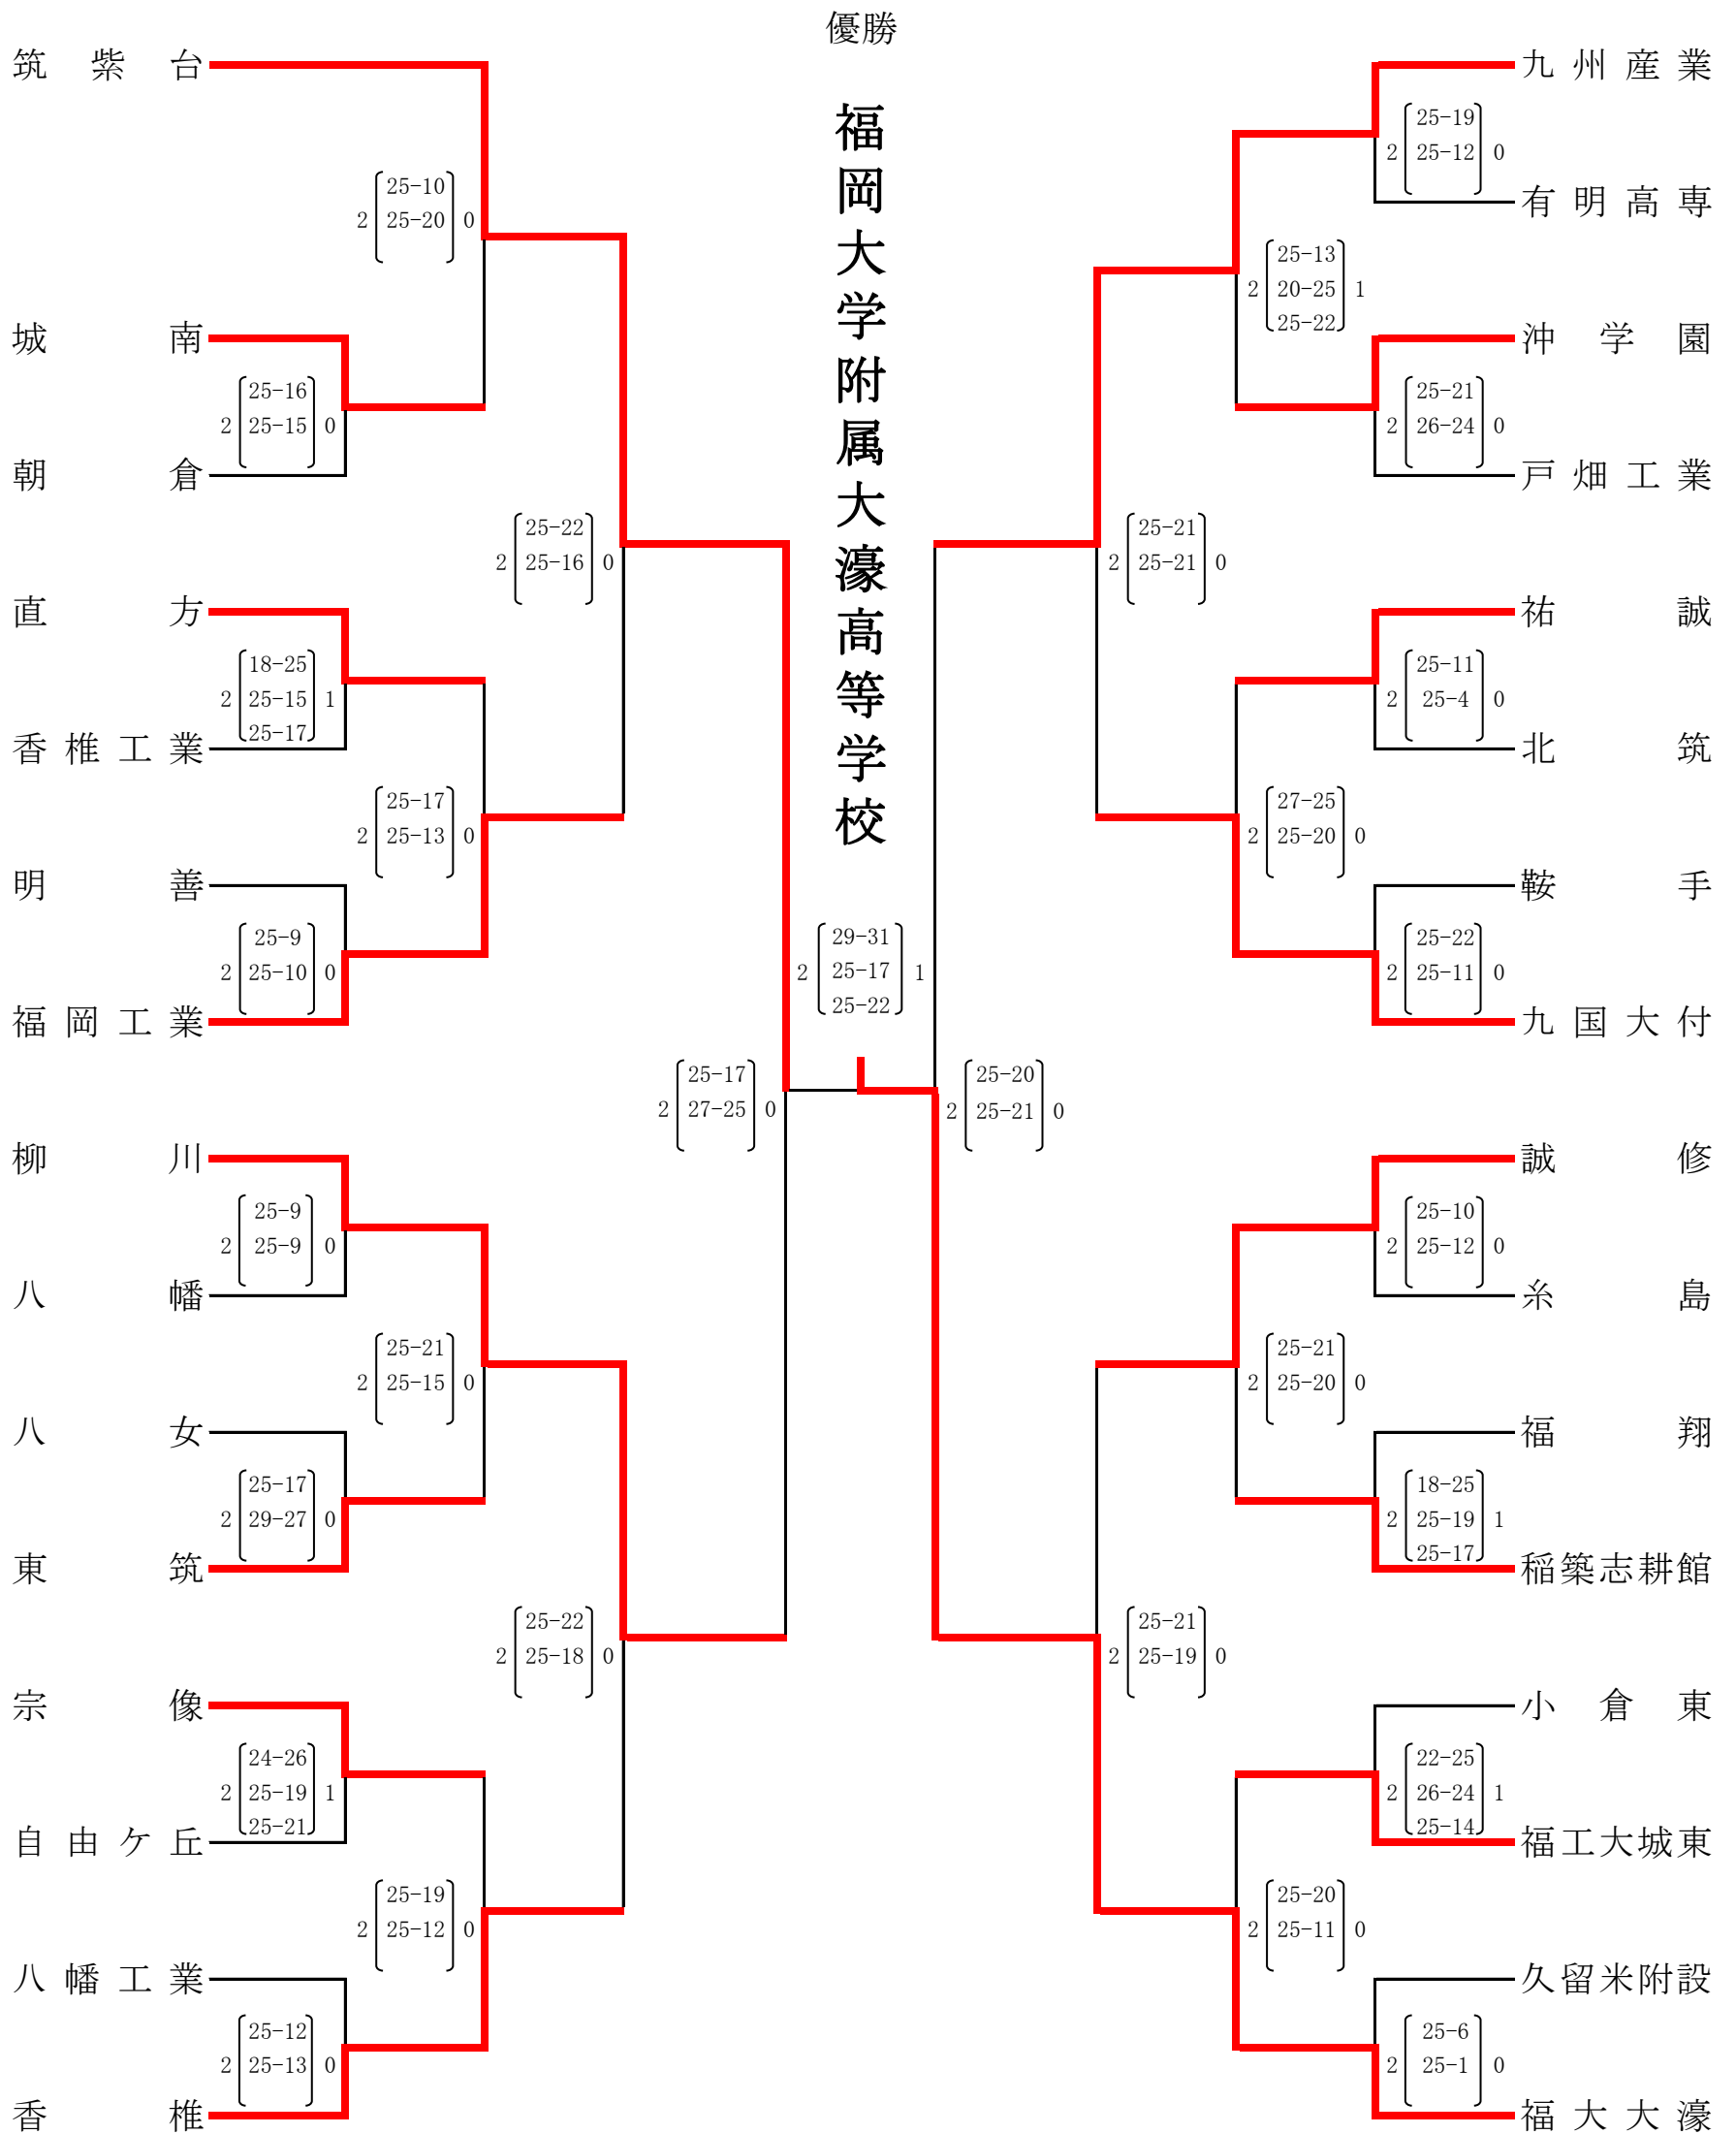 優勝
福岡大学附属大濠高等学校
筑紫台
25-10
2 25-20 0
城南
25-16
2 25-15 0
朝倉
25-22
2 25-16 0
直方
18-25
2 25-15 1
25-17
香椎工業
25-17
2 25-13 0
明善
25-9
2 25-10 0
福岡工業
25-17
2 27-25 0
柳川
25-9
2 25-9 0
八幡
25-21
2 25-15 0
八女
25-17
2 29-27 0
東筑
25-22
2 25-18 0
宗像
24-26
2 25-19 1
25-21
自由ケ丘
25-19
2 25-12 0
八幡工業
25-12
2 25-13 0
香椎
29-31
2 25-17 1
25-22
九州産業
25-19
2 25-12 0
有明高専
25-13
2 20-25 1
25-22
沖学園
25-21
2 26-24 0
戸畑工業
25-21
2 25-21 0
祐誠
25-11
2 25-4 0
北筑
27-25
2 25-20 0
鞍手
25-22
2 25-11 0
九国大付
25-20
2 25-21 0
誠修
25-10
2 25-12 0
糸島
25-21
2 25-20 0
福翔
18-25
2 25-19 1
25-17
稲築志耕館
25-21
2 25-19 0
小倉東
22-25
2 26-24 1
25-14
福工大城東
25-20
2 25-11 0
久留米附設
25-6
2 25-1 0
福大大濠